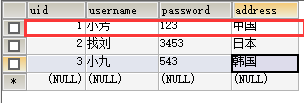 uid username password address
1 小芳 123 中国
2 找刘 3453 日本
3 小九 543 韩国
* (NULL) (NULL) (NULL) (NULL)